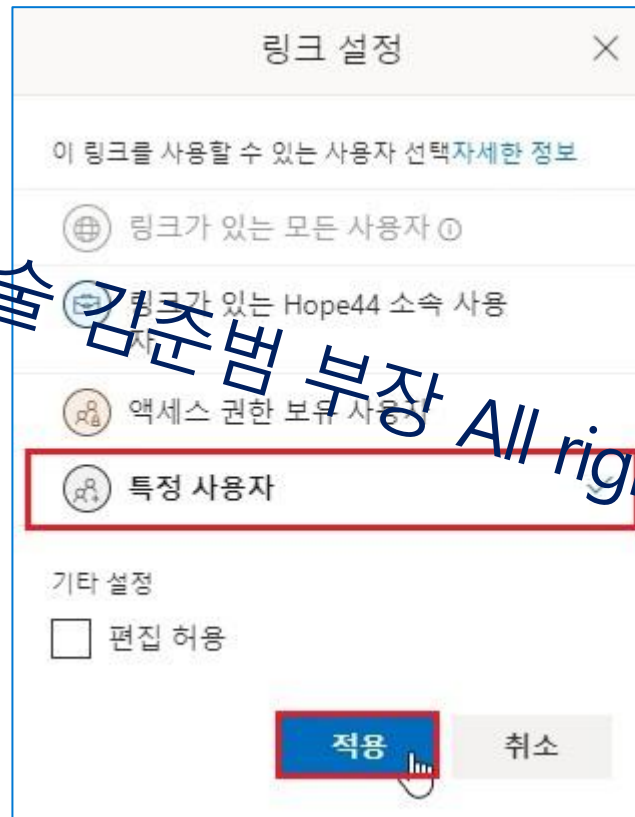 링크 설정
이 링크를 사용할 수 있는 사용자 선택자세한 정보
링크가 있는 모든 사용자
링크가 있는 Hope44 소속 사용
자
액세스 권한 보유 사용자
특정 사용자
기타 설정
편집 허용
적용 취소
김준범 부장 All